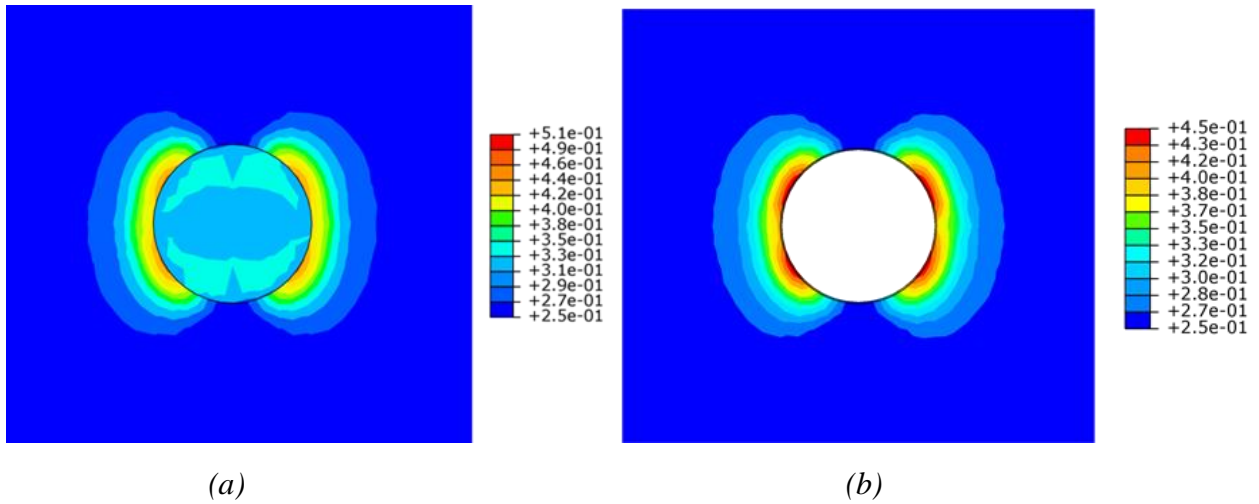 +5.1e-01
+4.9e-01
+4.6e-01
+4.4e-01
+4.2e-01
+4.0e-01
+3.8e-01
+3.5e-01
+3.3e-01
+3.1e-01
+2.9e-01
+2.7e-01
+2.5e-01
+4.5e-01
+4.3e-01
+4.2e-01
+4.0e-01
+3.8e-01
+3.7e-01
+3.5e-01
+3.3e-01
+3.2e-01
+3.0e-01
+2.8e-01
+2.7e-01
+2.5e-01
(a)
(b)